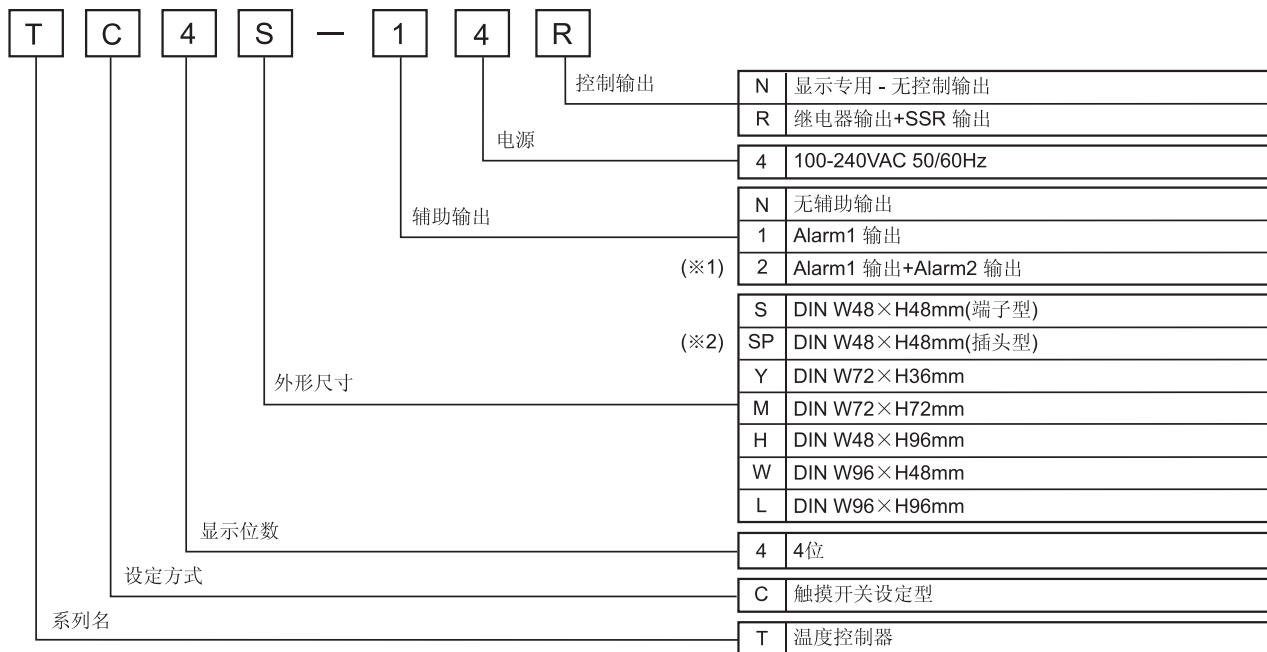 T C 4 S — 1 4 R
控制输出
N 显示专用 - 无控制输出
R 继电器输出+SSR 输出
电源
4 100-240VAC 50/60Hz
N 无辅助输出
辅助输出
1 Alarm1 输出
(※1) 2 Alarm1 输出+Alarm2 输出
S DIN W48×H48mm(端子型)
(※2) SP DIN W48×H48mm(插头型)
Y DIN W72×H36mm
外形尺寸
M DIN W72×H72mm
H DIN W48×H96mm
W DIN W96×H48mm
L DIN W96×H96mm
显示位数
4 4位
设定方式
C 触摸开关设定型
系列名
T 温度控制器